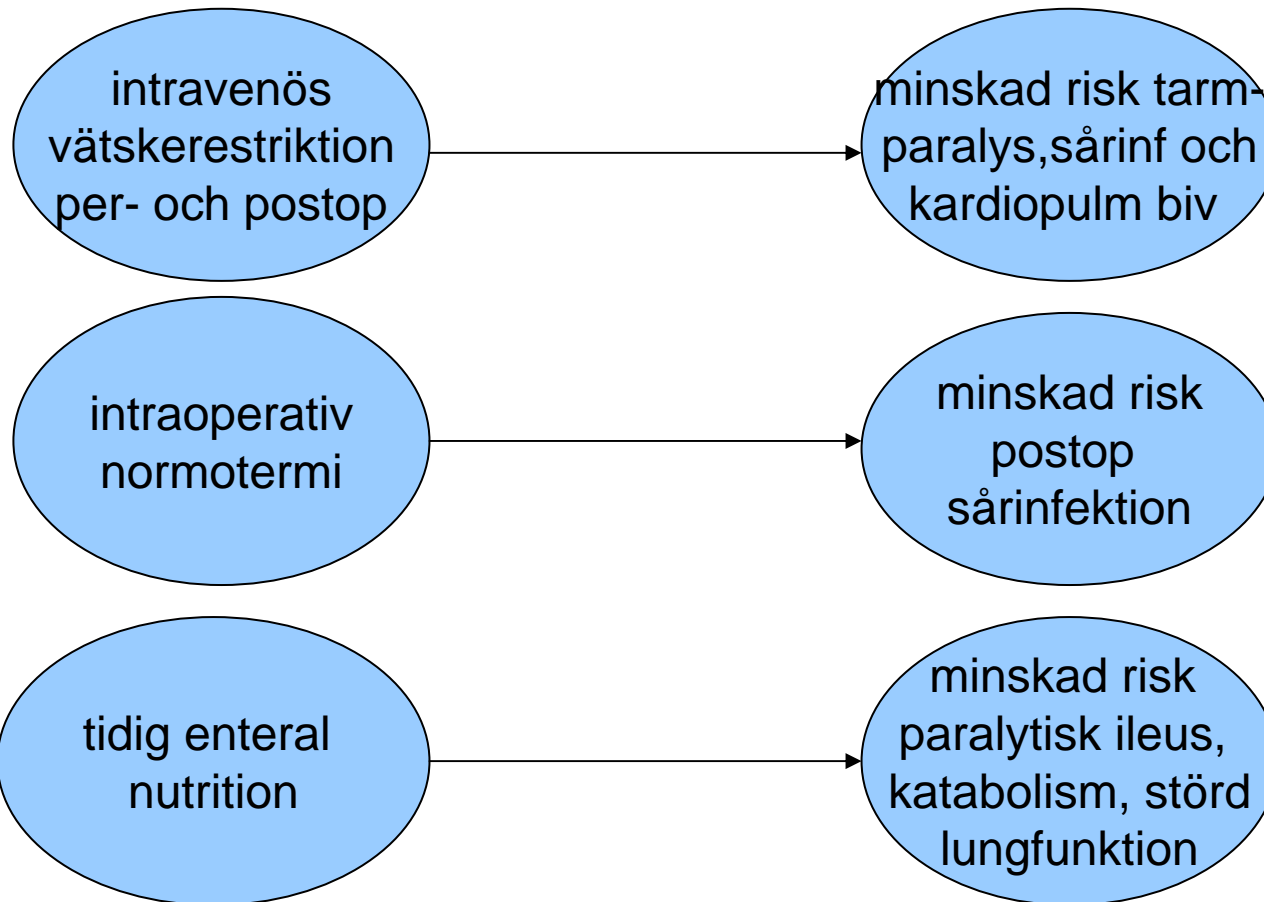 intravenös
vätskerestriktion
per- och postop
minskad risk tarm-
paralys,sårinf och
kardiopulm biv
intraoperativ
normotermi
minskad risk
postop
sårinfektion
tidig enteral
nutrition
minskad risk
paralytisk ileus,
katabolism, störd
lungfunktion